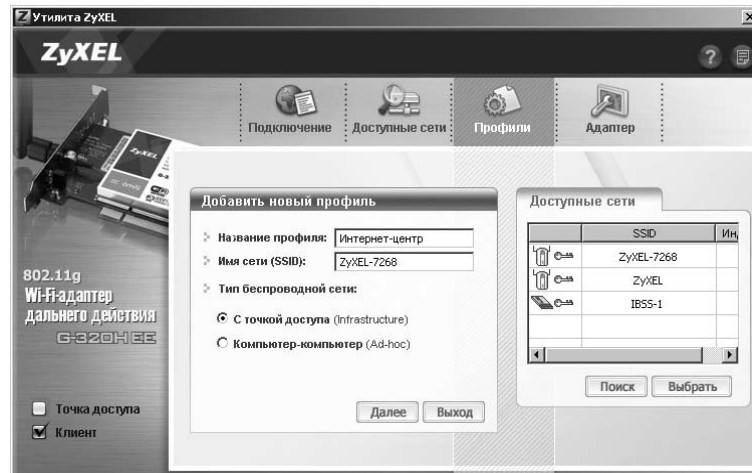 Утилита ZyXEL
ZyXEL
Подключение
Доступные сети
Профили
Адаптер
ZyXEL
802.11g
Wi-Fi-адаптер
дальнего действия
G-320H EE
Точка доступа
Клиент
Добавить новый профиль
Название профиля: Интернет-центр
Имя сети (SSID): ZyXEL-7268
Тип беспроводной сети:
С точкой доступа (Infrastructure)
Компьютер-компьютер (Ad-hoc)
Далее
Выход
Доступные сети
SSID
ZyXEL-7268
ZyXEL
IBSS-1
Поиск
Выбрать